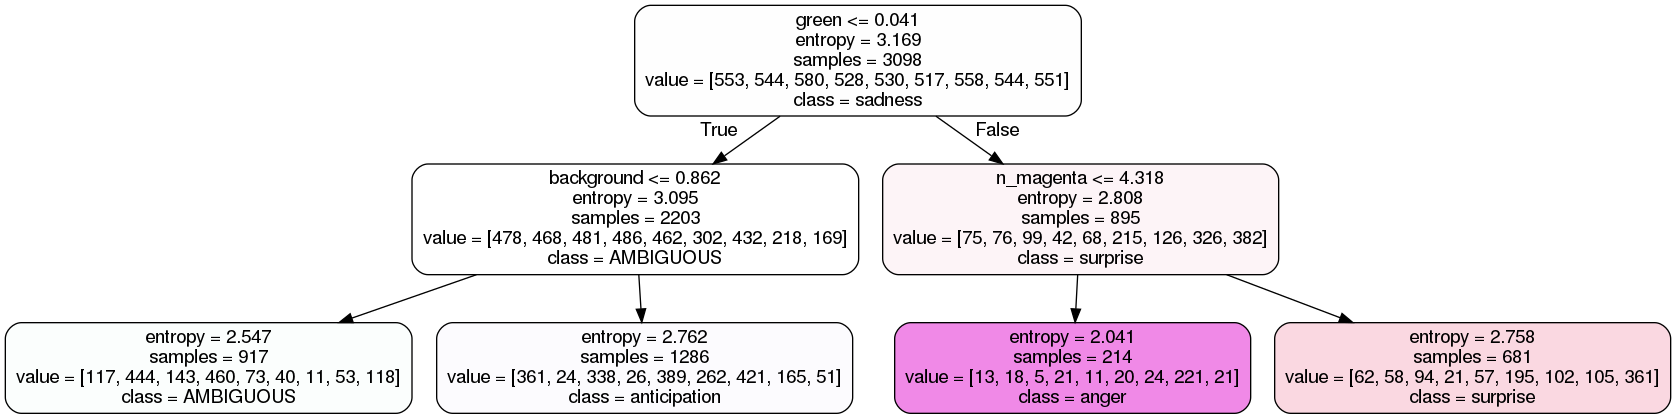 green <= 0.041
entropy = 3.169
samples = 3098
value = [553, 544, 580, 528, 530, 517, 558, 544, 551]
class = sadness
True
False
background <= 0.862
entropy = 3.095
samples = 2203
value = [478, 468, 481, 486, 462, 302, 432, 218, 169]
class = AMBIGUOUS
n_magenta <= 4.318
entropy = 2.808
samples = 895
value = [75, 76, 99, 42, 68, 215, 126, 326, 382]
class = surprise
entropy = 2.547
samples = 917
value = [117, 444, 143, 460, 73, 40, 11, 53, 118]
class = AMBIGUOUS
entropy = 2.762
samples = 1286
value = [361, 24, 338, 26, 389, 262, 421, 165, 51]
class = anticipation
entropy = 2.041
samples = 214
value = [13, 18, 5, 21, 11, 20, 24, 221, 21]
class = anger
entropy = 2.758
samples = 681
value = [62, 58, 94, 21, 57, 195, 102, 105, 361]
class = surprise